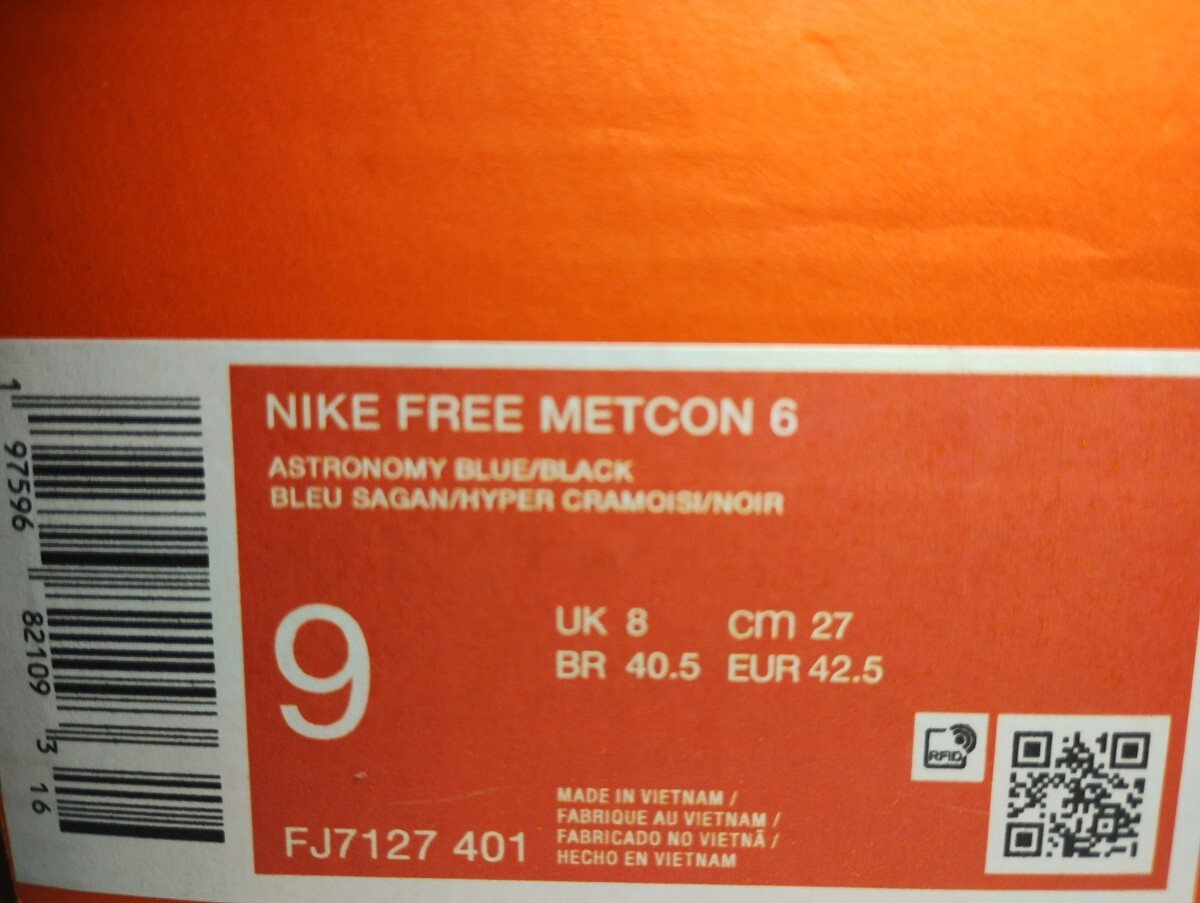 NIKE FREE METCON 6
ASTRONOMY BLUE/BLACK
BLEU SAGAN/HYPER CRAMOISI/NOIR
9
UK 8 cm 27
BR 40.5 EUR 42.5
RFID
MADE IN VIETNAM /
FABRIQUE AU VIETNAM /
FABRICADO NO VIETNÃ /
HECHO EN VIETNAM
FJ7127 401
1 97596 82109 3 16